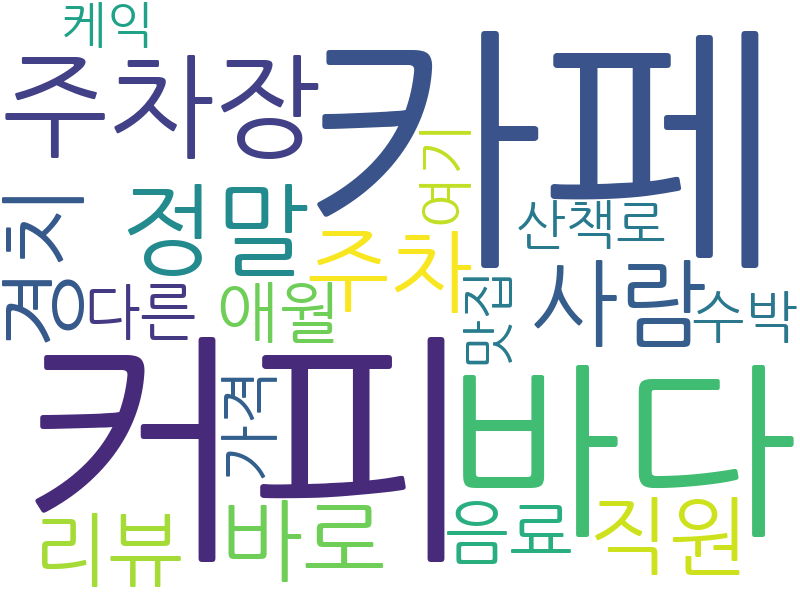 케익
주차장
카페
여기
정말
산책로
경치
다른
애월
주차
맛집
사람
수박
커피
가격
바다
리뷰
바로
음료
직원